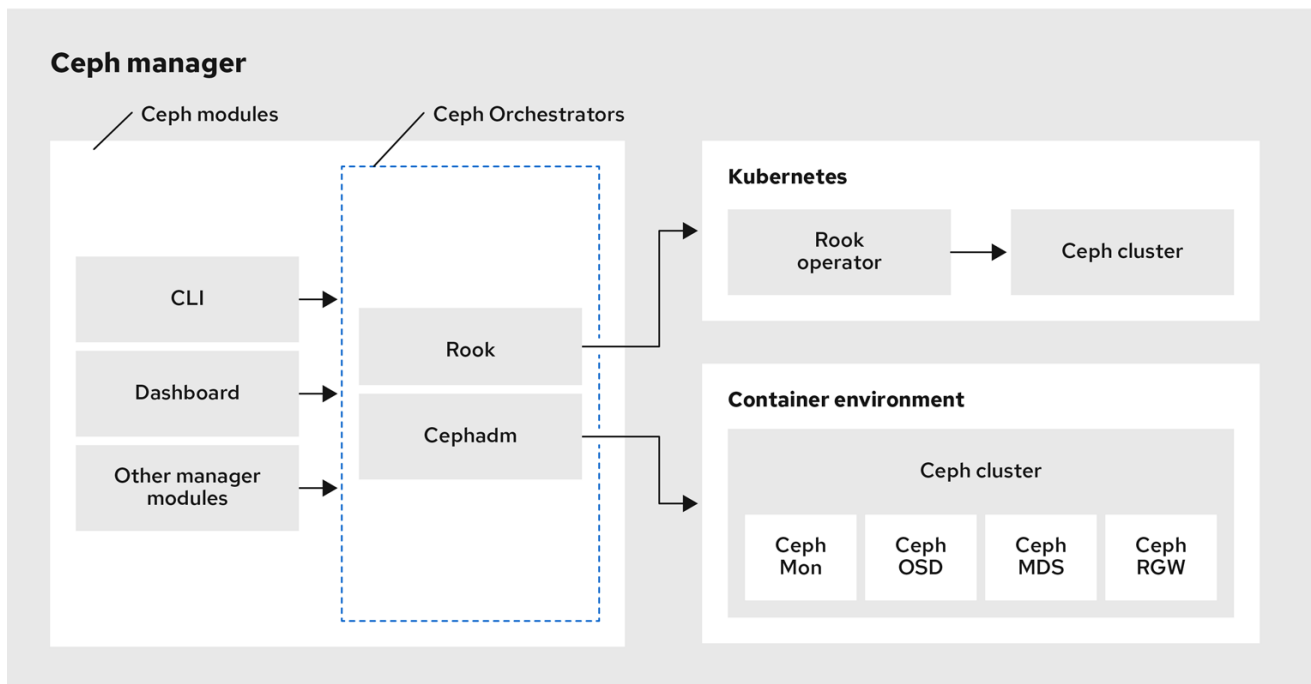 Ceph manager
Ceph modules
Ceph Orchestrators
CLI
Dashboard
Other manager
modules
Rook
Cephadm
Kubernetes
Rook
operator
Ceph cluster
Container environment
Ceph cluster
Ceph
Mon
Ceph
OSD
Ceph
MDS
Ceph
RGW